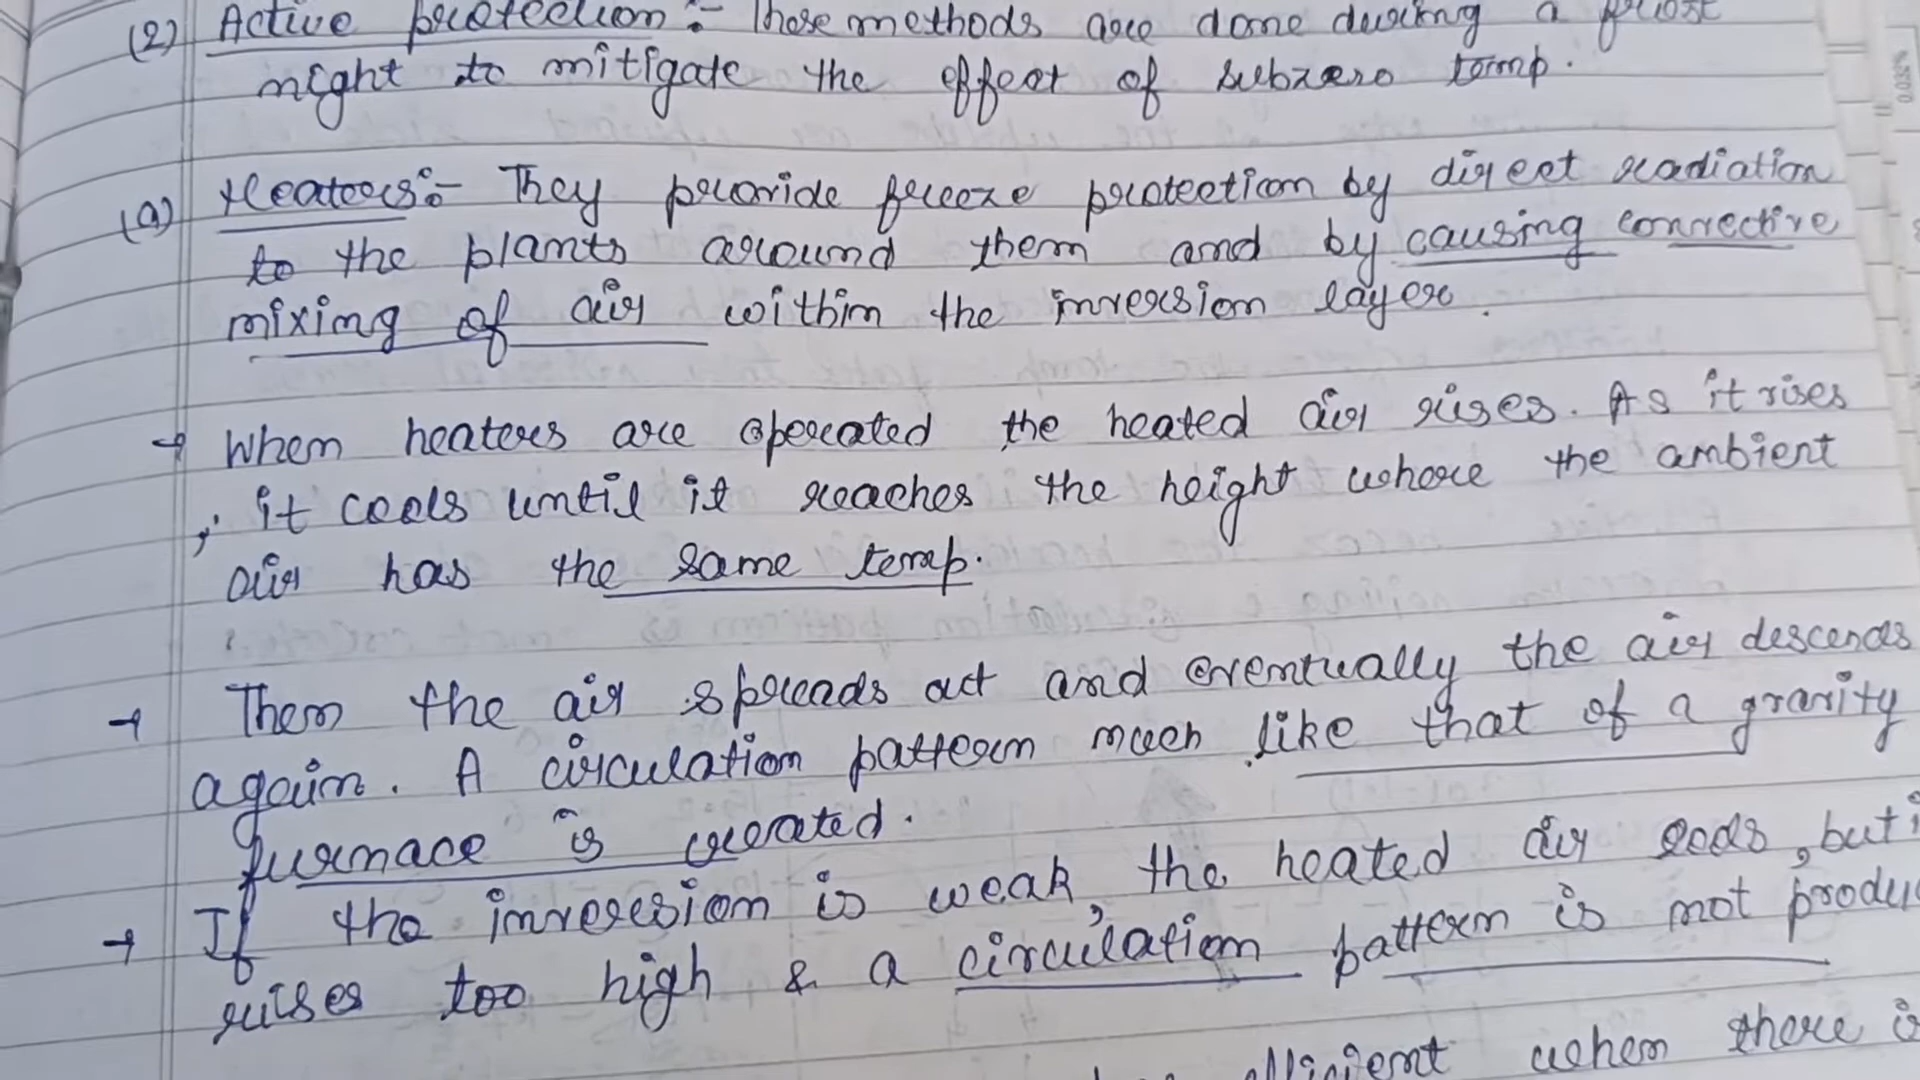 (2) Active protection :- These methods are done during a frost
night to mitigate the effect of subzero temp.
(a) Heaters :- They provide freeze protection by direct radiation
to the plants around them and by causing convective
mixing of air within the inversion layer.
→ When heaters are operated the heated air rises. As it rises
it cools until it reaches the height where the ambient
air has the same temp.
→ Then the air spreads out and eventually the air descends
again. A circulation pattern much like that of a gravity
furnace is created.
→ If the inversion is weak, the heated air cools, but i
rises too high & a circulation pattern is not produ
efficient when there is